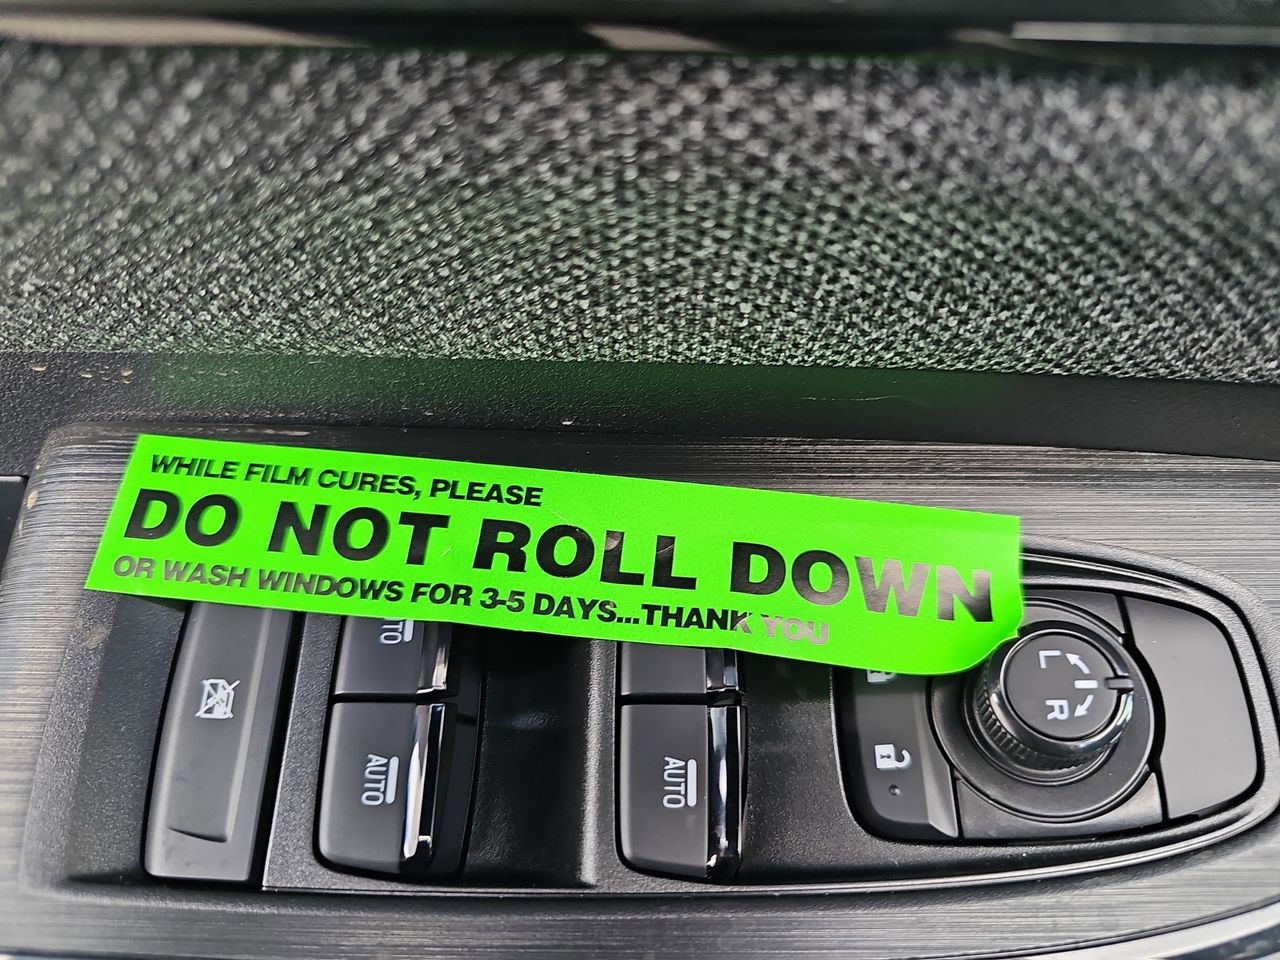 WHILE FILM CURES, PLEASE
DO NOT ROLL DOWN
OR WASH WINDOWS FOR 3-5 DAYS...THANK YOU
AUTO
AUTO
L
R